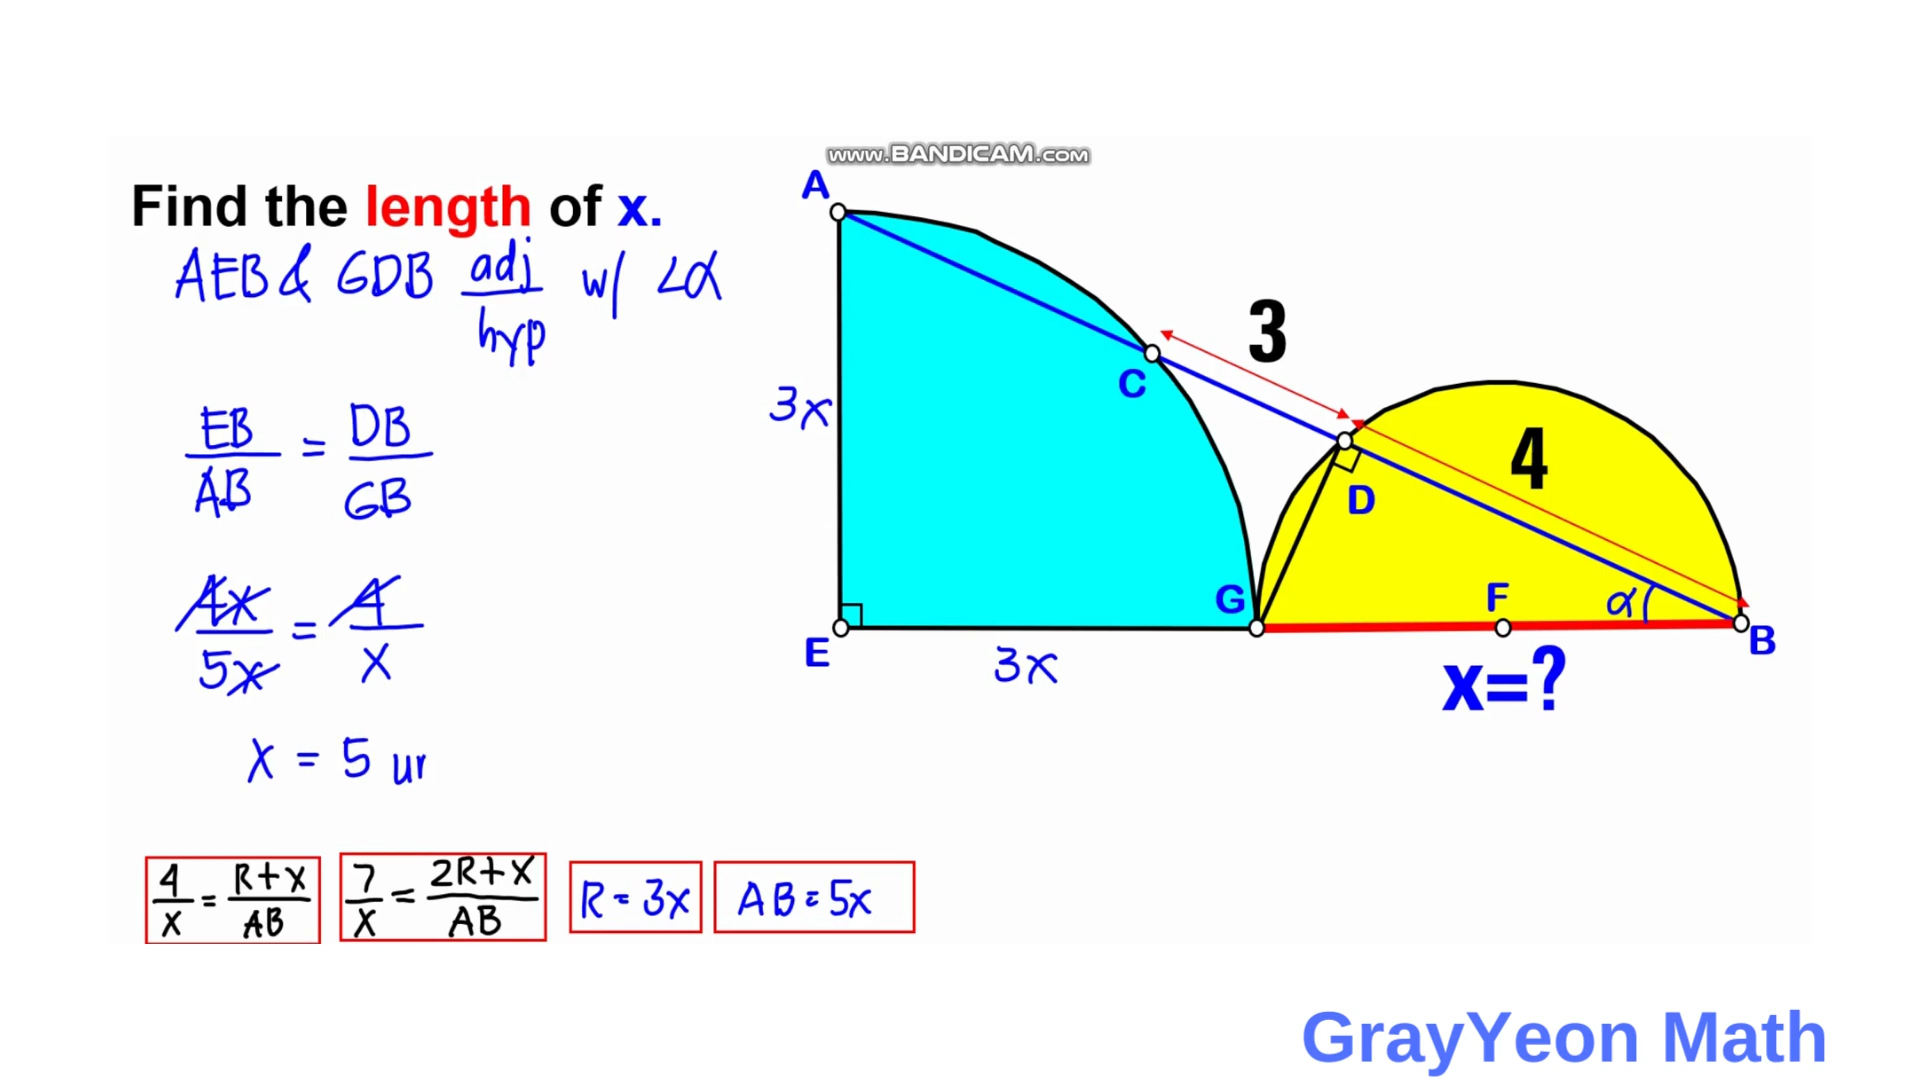 www.BANDICAM.com
Find the length of x.
AEB & GDB adj/hyp w/ ∠α
EB/AB = DB/GB
4x/5x = 4/x
x = 5 ur
4/x = R+x/AB
7/x = 2R+x/AB
R = 3x
AB = 5x
A
3
C
3x
4
D
G
F
α
E
B
3x
x=?
GrayYeon Math